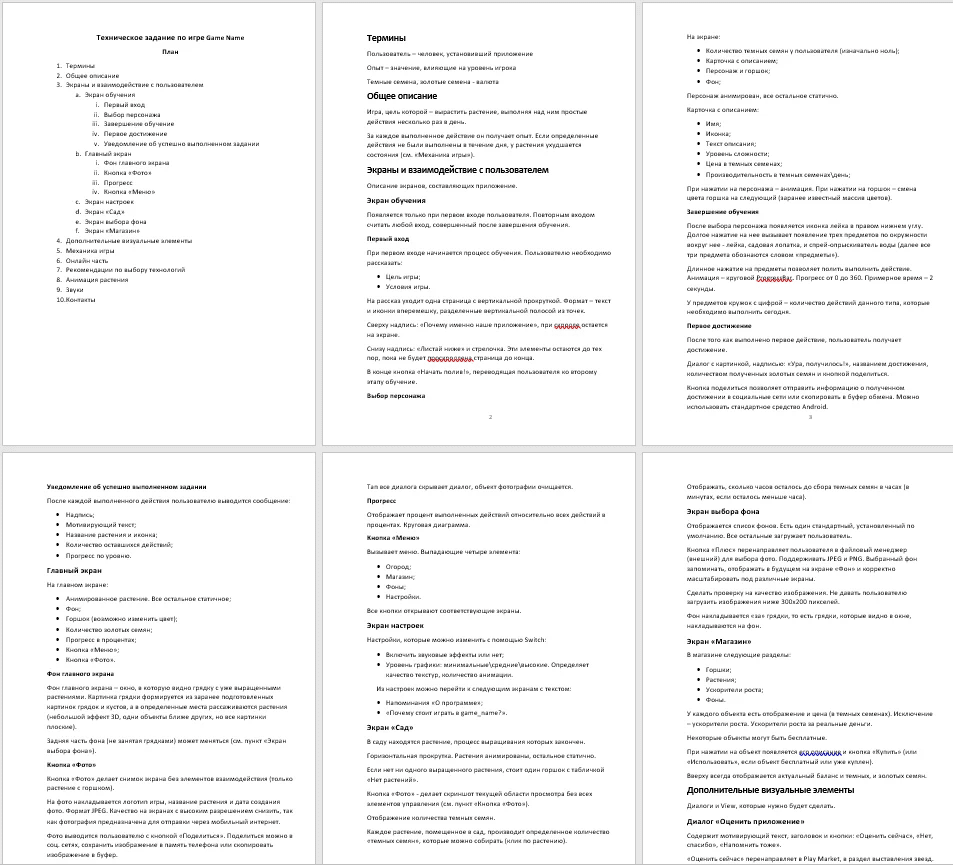 Техническое задание по игре Game Name
План
1. Термины
2. Общее описание
3. Экраны и взаимодействие с пользователем
a. Экран обучения
i. Первый вход
ii. Выбор персонажа
iii. Завершение обучения
iv. Первое достижение
v. Уведомление об успешно выполненном задании
b. Главный экран
i. Фон главного экрана
ii. Кнопка «Фото»
iii. Прогресс
iv. Кнопка «Меню»
c. Экран настроек
d. Экран «Сад»
e. Экран выбора фона
f. Экран «Магазин»
4. Дополнительные визуальные элементы
5. Механика игры
6. Онлайн часть
7. Рекомендации по выбору технологий
8. Анимация растения
9. Звуки
10. Контакты
Термины
Пользователь – человек, установивший приложение
Опыт – значение, влияющие на уровень игрока
Темные семена, золотые семена - валюта
Общее описание
Игра, цель которой – вырастить растение, выполняя над ним простые
действия несколько раз в день.
За каждое выполненное действие он получает опыт. Если определенные
действия не были выполнены в течение дня, у растения ухудшается
состояния (см. «Механика игры»).
Экраны и взаимодействие с пользователем
Описание экранов, составляющих приложение.
Экран обучения
Появляется только при первом входе пользователя. Повторным входом
считать любой вход, совершенный после завершения обучения.
Первый вход
При первом входе начинается процесс обучения. Пользователю необходимо
рассказать:
• Цель игры;
• Условия игры.
На рассказ уходит одна страница с вертикальной прокруткой. Формат – текст
и иконки вперемешку, разделенные вертикальной полосой из точек.
Сверху надпись: «Почему именно наше приложение», при остается
на экране.
Снизу надпись: «Листай ниже» и стрелочка. Эти элементы остаются до тех
пор, пока не будет страница до конца.
В конце кнопка «Начать полив!», переводящая пользователя ко второму
этапу обучение.
Выбор персонажа
2
На экране:
• Количество темных семян у пользователя (изначально ноль);
• Карточка с описанием;
• Персонаж и горшок;
• Фон;
Персонаж анимирован, все остальное статично.
Карточка с описанием:
• Имя;
• Иконка;
• Текст описания;
• Уровень сложности;
• Цена в темных семенах;
• Производительность в темных семенах\день;
При нажатии на персонажа – анимация. При нажатии на горшок – смена
цвета горшка на следующий (заранее известный массив цветов).
Завершение обучения
После выбора персонажа появляется иконка лейка в правом нижнем углу.
Долгое нажатие на нее вызывает появление трех предметов по окружности
вокруг нее - лейка, садовая лопатка, и спрей-опрыскиватель воды (далее все
три предмета обозначаются словом «предметы»).
Длинное нажатие на предметы позволяет полить выполнить действие.
Анимация – круговой ProgressBar. Прогресс от 0 до 360. Примерное время – 2
секунды.
У предметов кружок с цифрой – количество действий данного типа, которые
необходимо выполнить сегодня.
Первое достижение
После того как выполнено первое действие, пользователь получает
достижение.
Диалог с картинкой, надписью: «Ура, получилось!», названием достижения,
количеством полученных золотых семян и кнопкой поделиться.
Кнопка поделиться позволяет отправить информацию о полученном
достижении в социальные сети или скопировать в буфер обмена. Можно
использовать стандартное средство Android.
3
Уведомление об успешно выполненном задании
После каждой выполненного действия пользователю выводится сообщение:
• Надпись;
• Мотивирующий текст;
• Название растения и иконка;
• Количество оставшихся действий;
• Прогресс по уровню.
Главный экран
На главном экране:
• Анимированное растение. Все остальное статичное;
• Фон;
• Горшок (возможно изменить цвет);
• Количество золотых семян;
• Прогресс в процентах;
• Кнопка «Меню»;
• Кнопка «Фото».
Фон главного экрана
Фон главного экрана – окно, в которую видно грядку с уже выращенными
растениями. Картинка грядки формируется из заранее подготовленных
картинок грядок и кустов, а в определенные места рассаживаются растения
(небольшой эффект 3D, одни объекты ближе других, но все картинки
плоские).
Задняя часть фона (не занятая грядками) может меняться (см. пункт «Экран
выбора фона»).
Кнопка «Фото»
Кнопка «Фото» делает снимок экрана без элементов взаимодействия (только
растение с горшком).
На фото накладывается логотип игры, название растения и дата создания
фото. Формат JPEG. Качество на экранах с высоким разрешением снизить, так
как фотография предназначена для отправки через мобильный интернет.
Фото выводится пользователю с кнопкой «Поделиться». Поделиться можно в
соц. сетях, сохранить изображение в память телефона или скопировать
изображение в буфер.
Тап все диалога скрывает диалог, объект фотографии очищается.
Прогресс
Отображает процент выполненных действий относительно всех действий в
процентах. Круговая диаграмма.
Кнопка «Меню»
Вызывает меню. Выпадающие четыре элемента:
• Огород;
• Магазин;
• Фоны;
• Настройки.
Все кнопки открывают соответствующие экраны.
Экран настроек
Настройки, которые можно изменить с помощью Switch:
• Включить звуковые эффекты или нет;
• Уровень графики: минимальные\средние\высокие. Определяет
качество текстур, количество анимации.
Из настроек можно перейти к следующим экранам с текстом:
• Напоминания «О программе»;
• «Почему стоит играть в game_name?».
Экран «Сад»
В саду находятся растение, процесс выращивания которых закончен.
Горизонтальная прокрутка. Растения анимированы, остальное статично.
Если нет ни одного выращенного растения, стоит один горшок с табличкой
«Нет растений».
Кнопка «Фото» - делает скриншот текущей области просмотра без всех
элементов управления (см. пункт «Кнопка «Фото»).
Отображение количества темных семян.
Каждое растение, помещенное в сад, производит определенное количество
«темных семян», которые можно собирать (клик по растению).
Отображать, сколько часов осталось до сбора темных семян в часах (в
минутах, если осталось меньше часа).
Экран выбора фона
Отображается список фонов. Есть один стандартный, установленный по
умолчанию. Все остальные загружает пользователь.
Кнопка «Плюс» перенаправляет пользователя в файловый менеджер
(внешний) для выбора фото. Поддерживать JPEG и PNG. Выбранный фон
запоминать, отображать в будущем на экране «Фон» и корректно
масштабировать под различные экраны.
Сделать проверку на качество изображения. Не давать пользователю
загрузить изображения ниже 300x200 пикселей.
Фон накладывается «за» грядки, то есть грядки, которые видно в окне,
накладываются на фон.
Экран «Магазин»
В магазине следующие разделы:
• Горшки;
• Растения;
• Ускорители роста;
• Фоны.
У каждого объекта есть отображение и цена (в темных семенах). Исключение
– ускорители роста. Ускорители роста за реальные деньги.
Некоторые объекты могут быть бесплатные.
При нажатии на объект появляется его описание и кнопка «Купить» (или
«Использовать», если объект бесплатный или уже куплен).
Вверху всегда отображается актуальный баланс и темных, и золотых семян.
Дополнительные визуальные элементы
Диалоги и View, которые нужно будет сделать.
Диалог «Оценить приложение»
Содержит мотивирующий текст, заголовок и кнопки: «Оценить сейчас», «Нет,
спасибо», «Напомнить тоже».
«Оценить сейчас» перенаправляет в Play Маркет, в раздел выставления звезд,